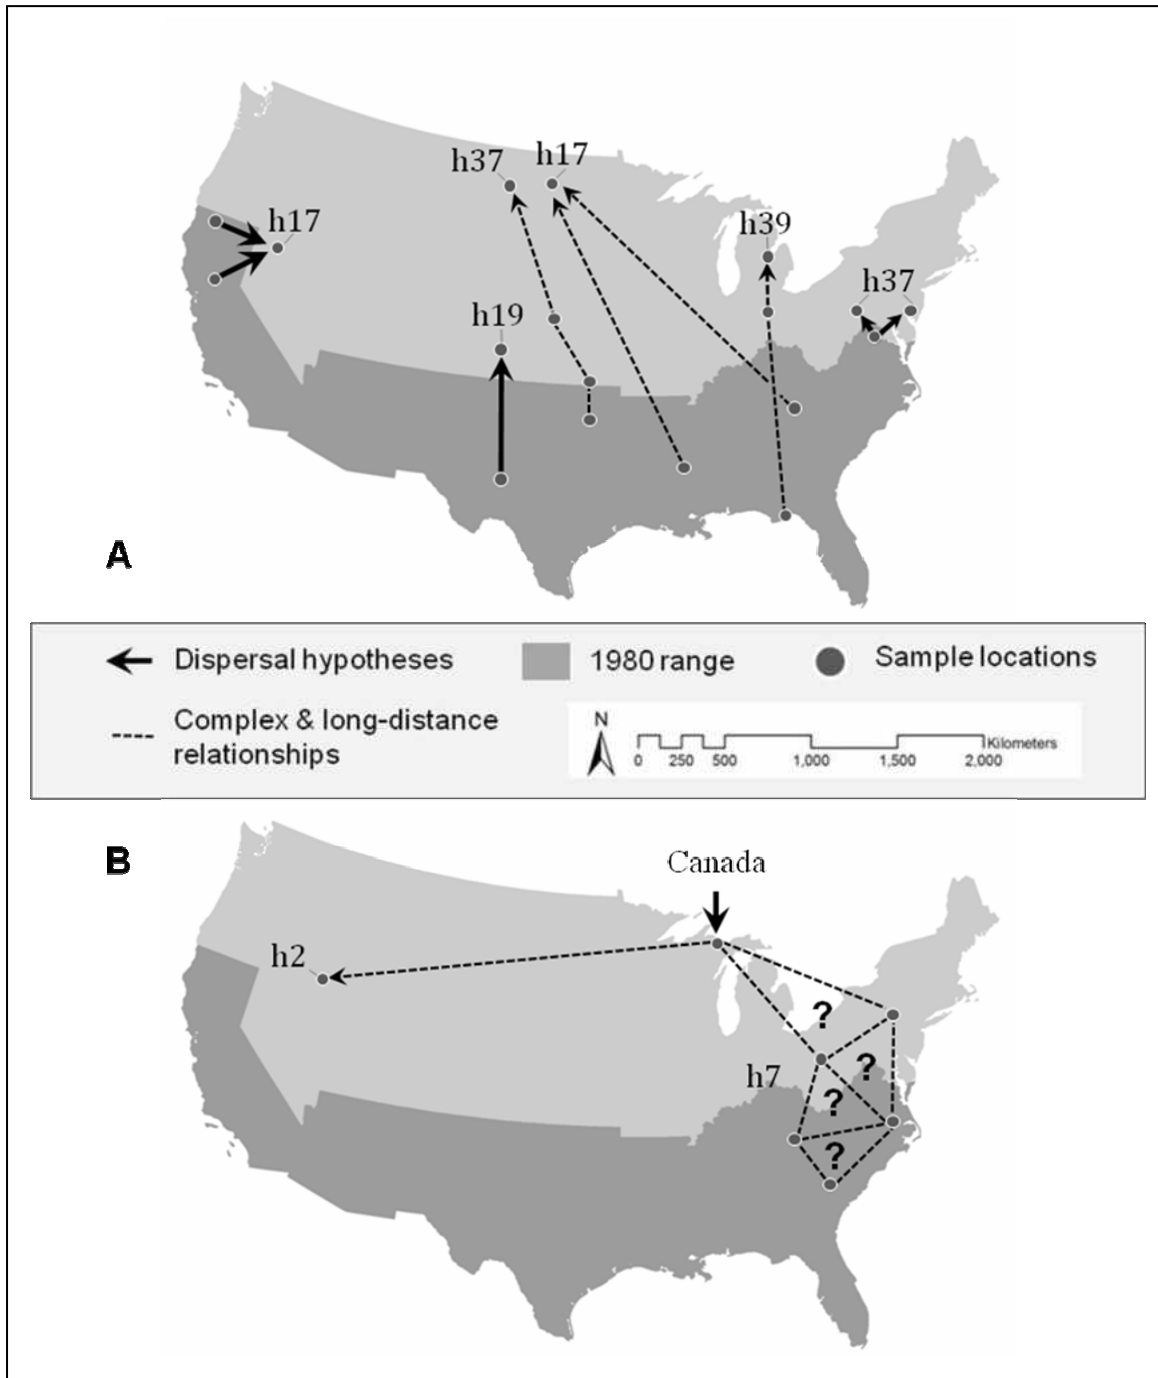 h37 h17
h39
h17
h37
h19
A
Dispersal hypotheses
1980 range
Sample locations
Complex & long-distance
relationships
N
Kilometers
0 250 500 1,000 1,500 2,000
B
Canada
h2
?
?
h7
?
?